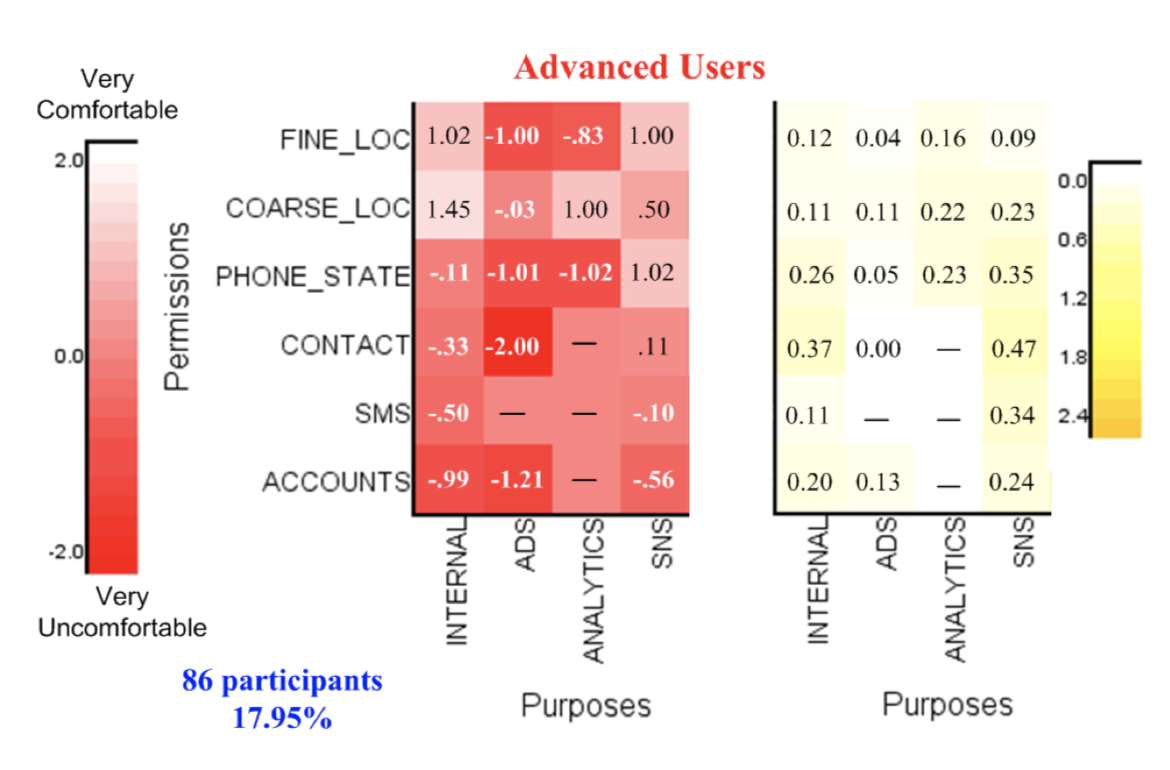 Advanced Users
Very
Comfortable
2.0
0.0
-2.0
Very
Uncomfortable
Permissions
FINE_LOC 1.02 -1.00 -.83 1.00
COARSE_LOC 1.45 -.03 1.00 .50
PHONE_STATE -.11 -1.01 -1.02 1.02
CONTACT -.33 -2.00 — .11
SMS -.50 — — -.10
ACCOUNTS -.99 -1.21 — -.56
INTERNAL ADS ANALYTICS SNS
Purposes
0.12 0.04 0.16 0.09
0.11 0.11 0.22 0.23
0.26 0.05 0.23 0.35
0.37 0.00 — 0.47
0.11 — — 0.34
0.20 0.13 — 0.24
INTERNAL ADS ANALYTICS SNS
Purposes
0.0
0.6
1.2
1.8
2.4
86 participants
17.95%